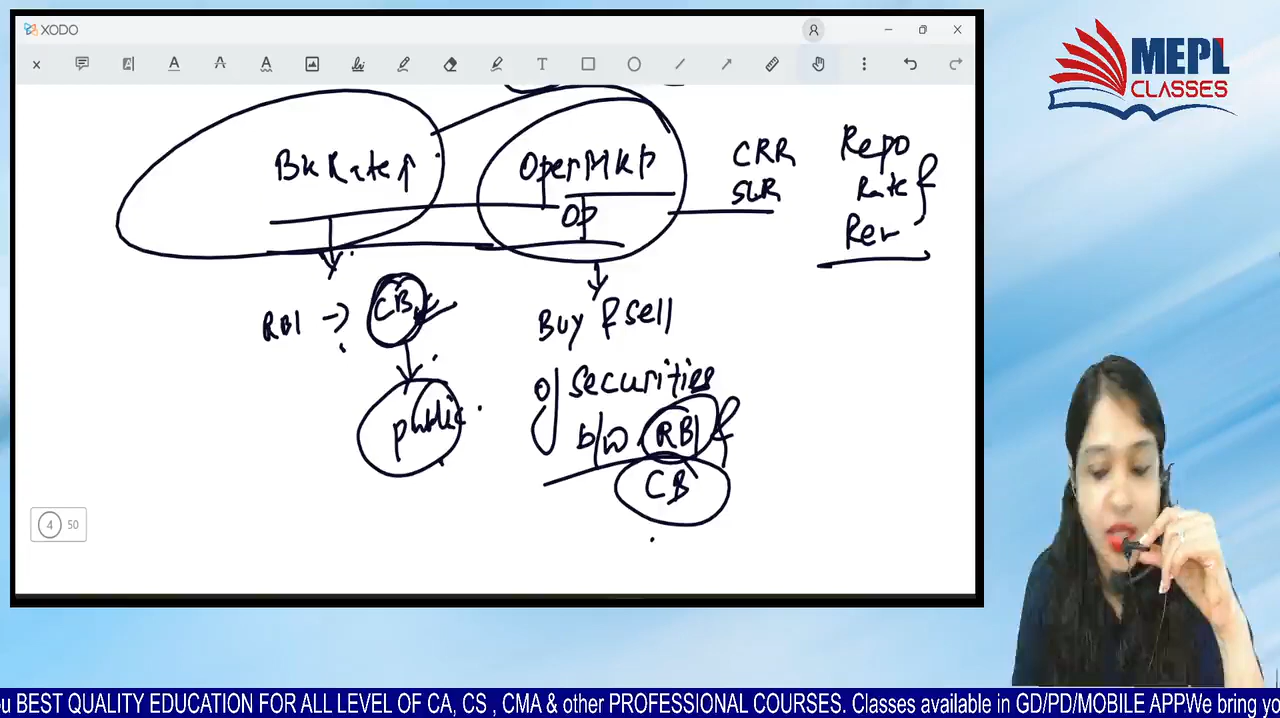 XODO
MEPL
CLASSES
Bk Rate↑
Open Mkt
OP
CRR
SLR
Repo
Rate &
Rev
RBI → CB
public
Buy & Sell
of Securities
b/w RBI &
CB
4 50
u BEST QUALITY EDUCATION FOR ALL LEVEL OF CA, CS , CMA & other PROFESSIONAL COURSES. Classes available in GD/PD/MOBILE APPWe bring yo